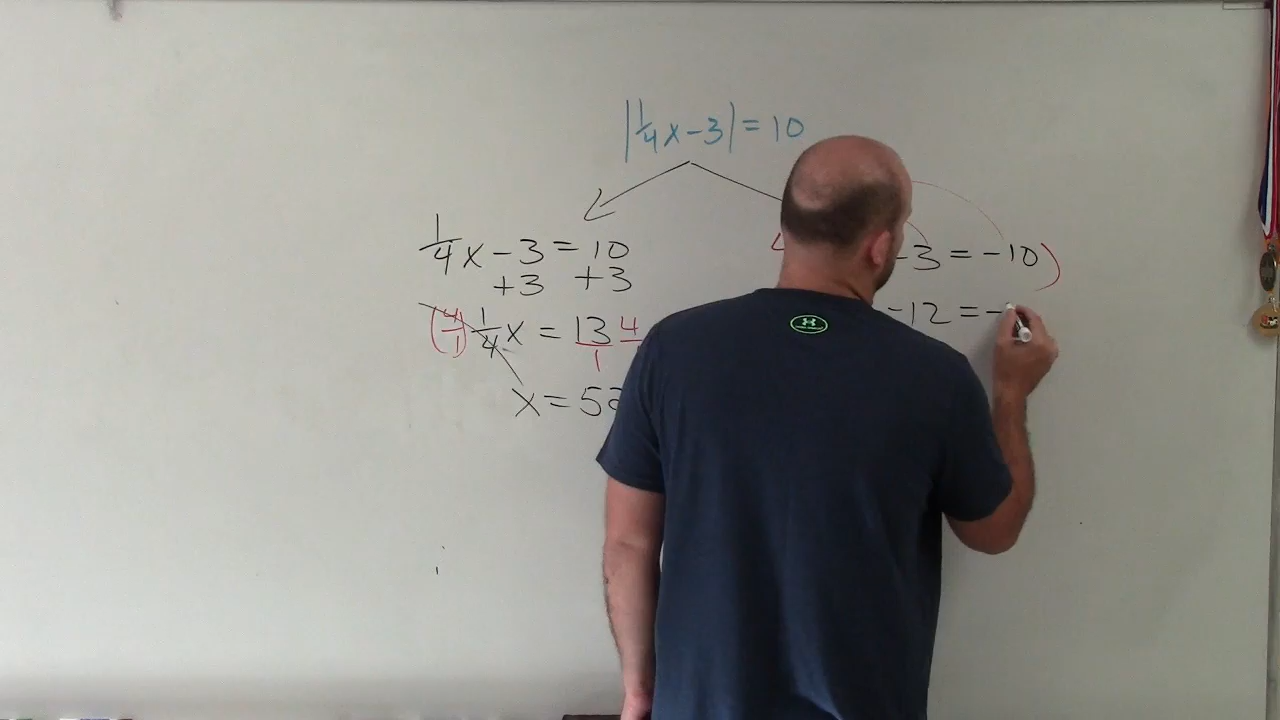 |1/4x-3|=10
1/4x-3=10
+3 +3
(4/1) 1/4x=13/1 4
x=52
-3=-10)
-12=-